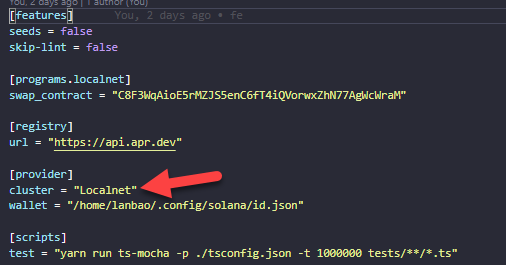 You, 2 days ago | 1 author (You)
[features]    You, 2 days ago • fe
seeds = false
skip-lint = false
[programs.localnet]
swap_contract = "C8F3WqAioE5rMZJS5enC6fT4iQVorwxZhN77AgWcWraM"
[registry]
url = "https://api.apr.dev"
[provider]
cluster = "Localnet"
wallet = "/home/lanbao/.config/solana/id.json"
[scripts]
test = "yarn run ts-mocha -p ./tsconfig.json -t 1000000 tests/**/*.ts"